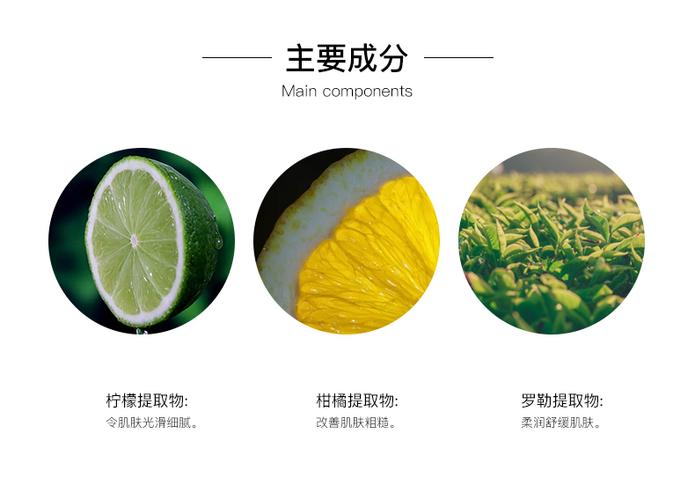 主要成分
Main components
柠檬提取物:
令肌肤光滑细腻。
柑橘提取物:
改善肌肤粗糙。
罗勒提取物:
柔润舒缓肌肤。